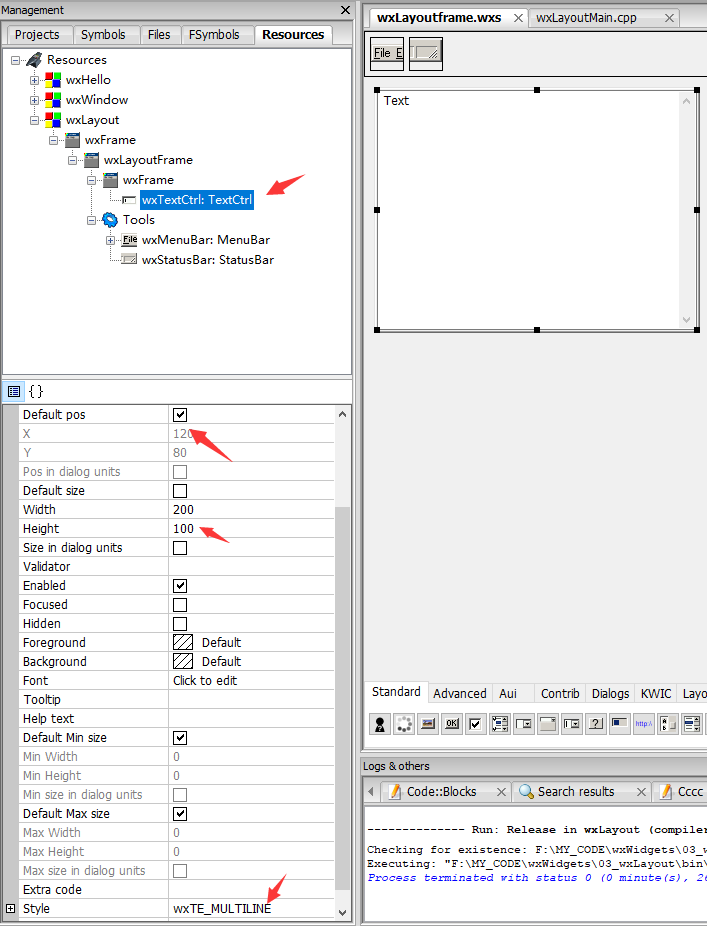 Management
Projects Symbols Files FSymbols Resources
Resources
wxHello
wxWindow
wxLayout
wxFrame
wxLayoutFrame
wxFrame
wxTextCtrl: TextCtrl
Tools
File wxMenuBar: MenuBar
wxStatusBar: StatusBar
{}
Default pos
X 120
Y 80
Pos in dialog units
Default size
Width 200
Height 100
Size in dialog units
Validator
Enabled
Focused
Hidden
Foreground Default
Background Default
Font Click to edit
Tooltip
Help text
Default Min size
Min Width 0
Min Height 0
Min size in dialog units
Default Max size
Max Width 0
Max Height 0
Max size in dialog units
Extra code
Style wxTE_MULTILINE
wxLayoutframe.wxs wxLayoutMain.cpp
File E
Text
Standard Advanced Aui Contrib Dialogs KWIC Layo
OK ? http:// A B
Logs & others
Code::Blocks Search results Cccc
-------------- Run: Release in wxLayout (compiler
Checking for existence: F:\MY_CODE\wxWidgets\03_w
Executing: "F:\MY_CODE\wxWidgets\03_wxLayout\bin\
Process terminated with status 0 (0 minute(s), 26